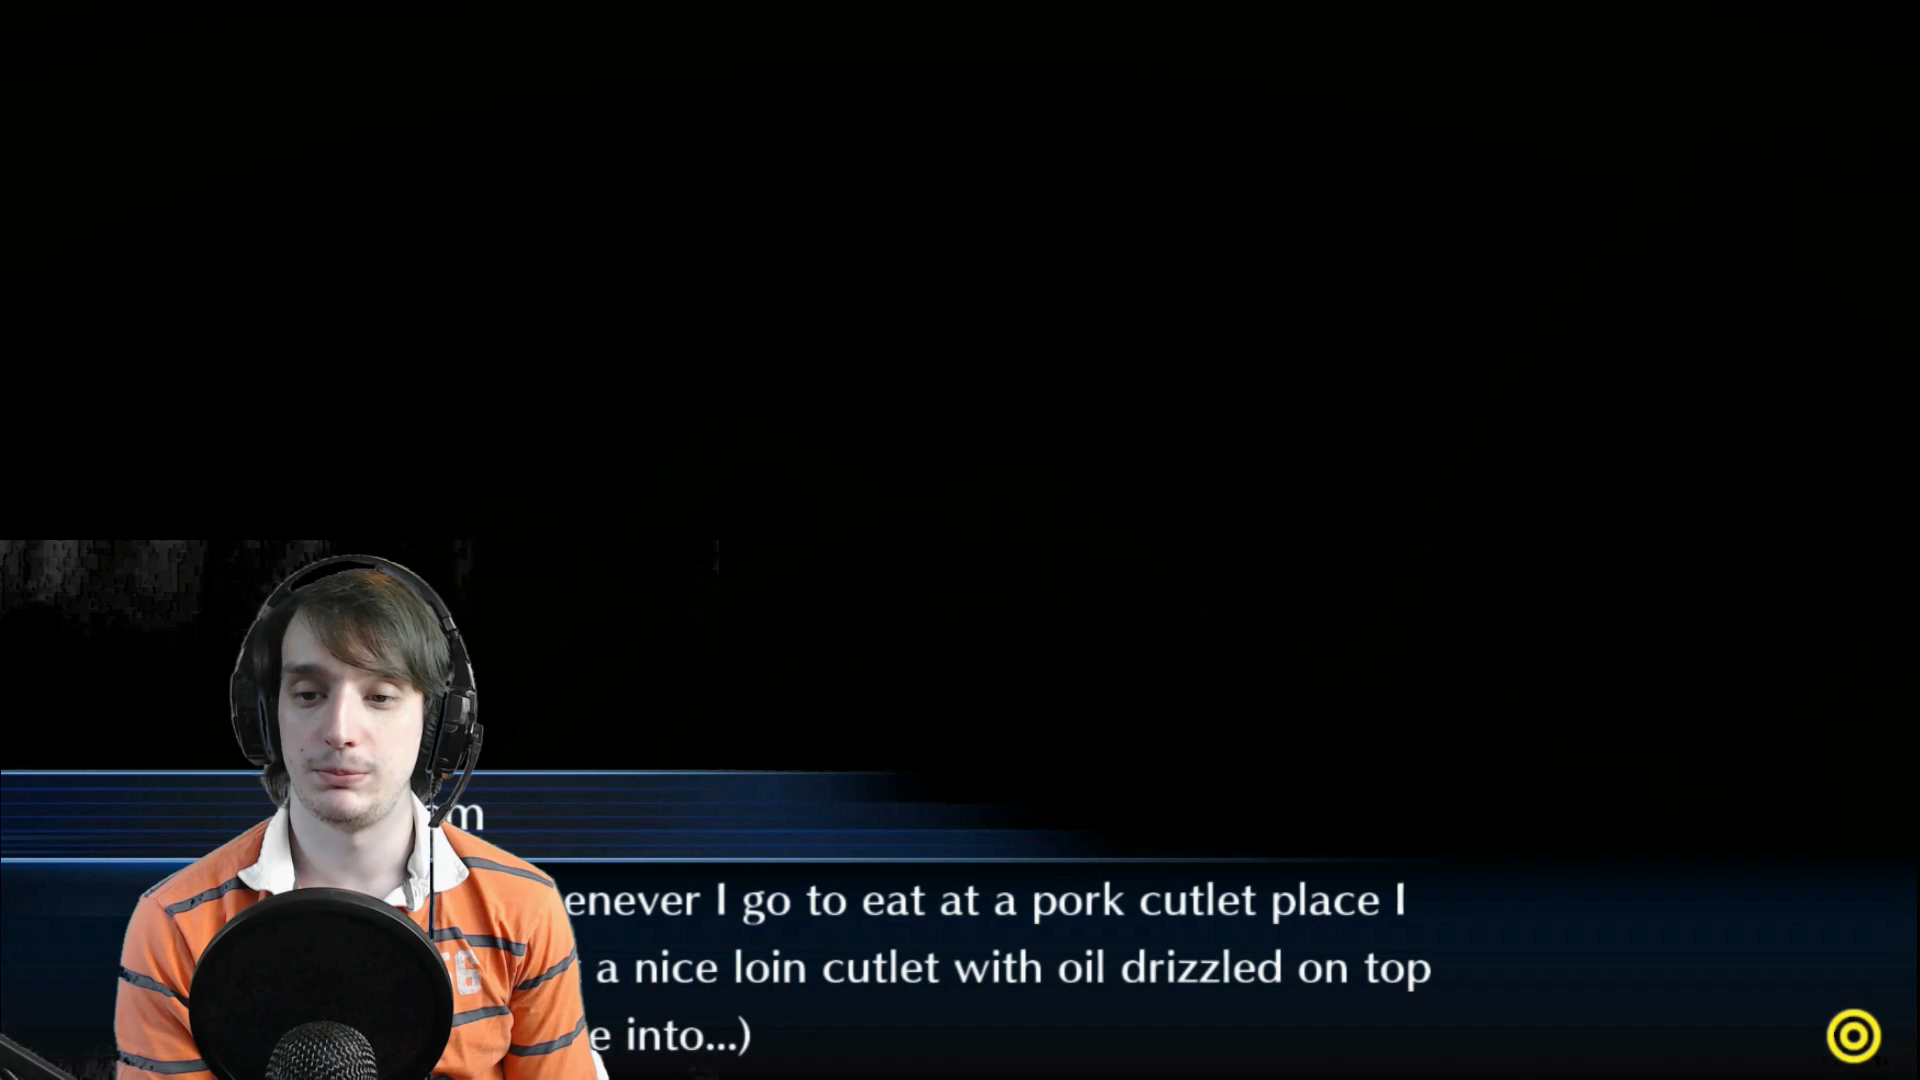 enever I go to eat at a pork cutlet place I
a nice loin cutlet with oil drizzled on top
e into...)